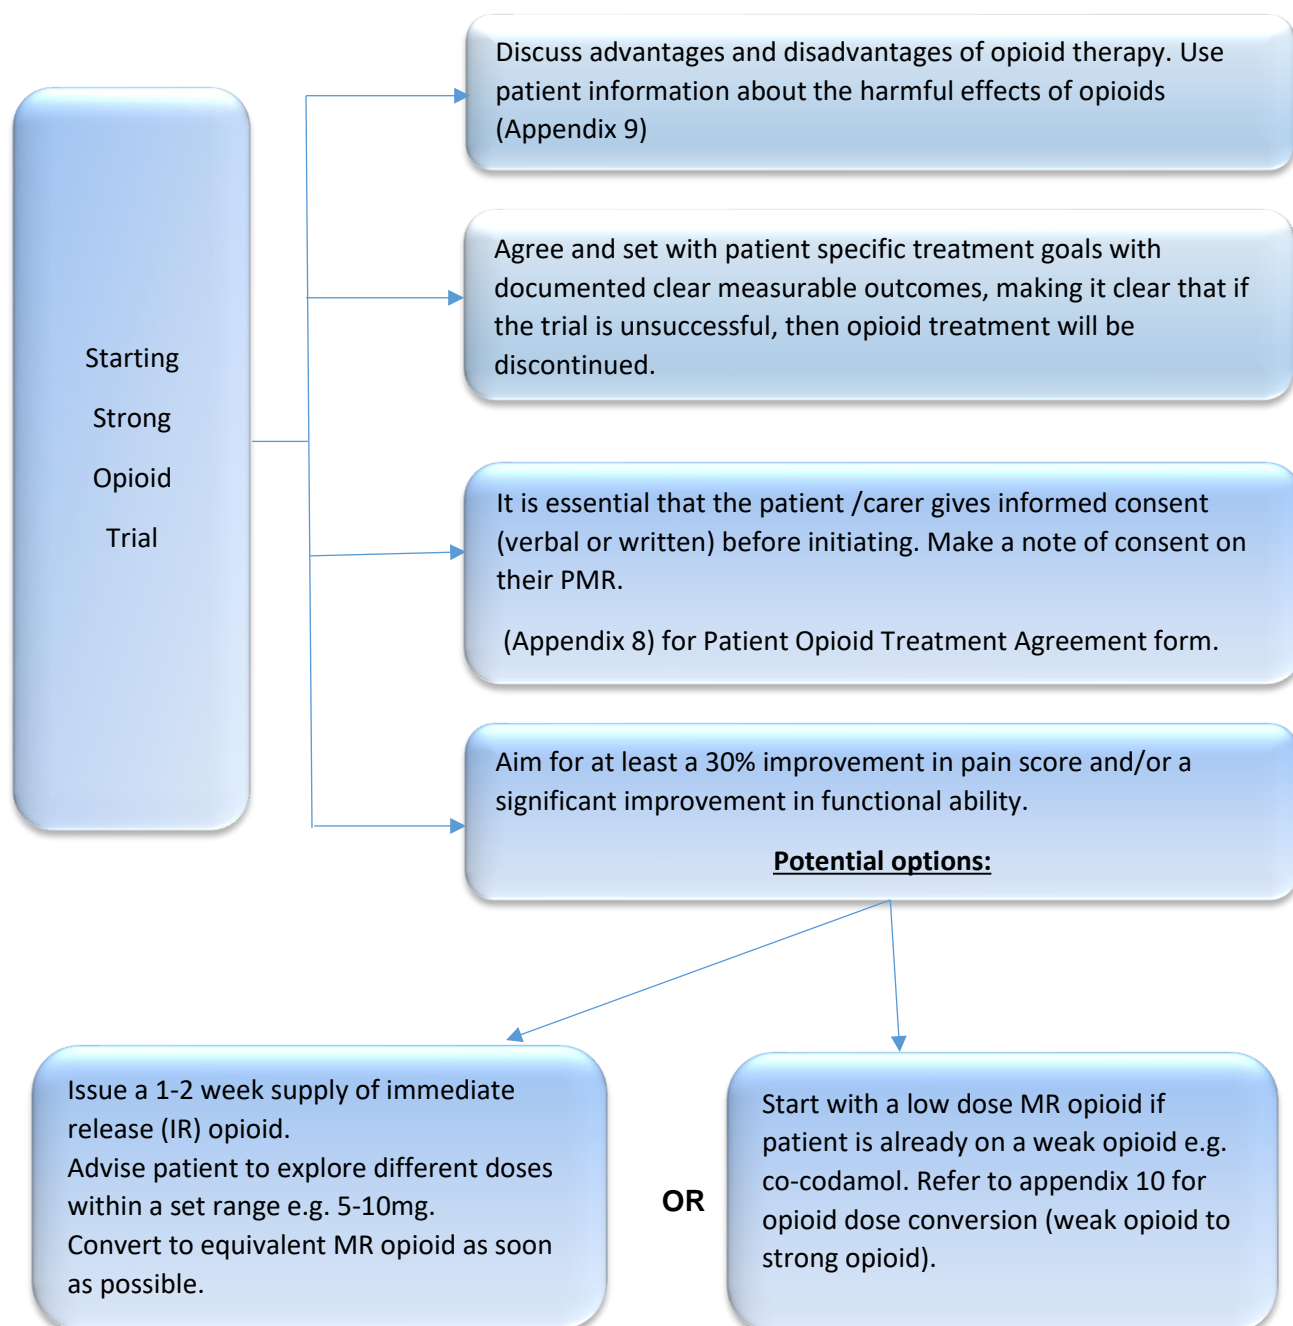 Starting
Strong
Opioid
Trial
Discuss advantages and disadvantages of opioid therapy. Use
patient information about the harmful effects of opioids
(Appendix 9)
Agree and set with patient specific treatment goals with
documented clear measurable outcomes, making it clear that if
the trial is unsuccessful, then opioid treatment will be
discontinued.
It is essential that the patient /carer gives informed consent
(verbal or written) before initiating. Make a note of consent on
their PMR.
(Appendix 8) for Patient Opioid Treatment Agreement form.
Aim for at least a 30% improvement in pain score and/or a
significant improvement in functional ability.
Potential options:
Issue a 1-2 week supply of immediate
release (IR) opioid.
Advise patient to explore different doses
within a set range e.g. 5-10mg.
Convert to equivalent MR opioid as soon
as possible.
OR
Start with a low dose MR opioid if
patient is already on a weak opioid e.g.
co-codamol. Refer to appendix 10 for
opioid dose conversion (weak opioid to
strong opioid).